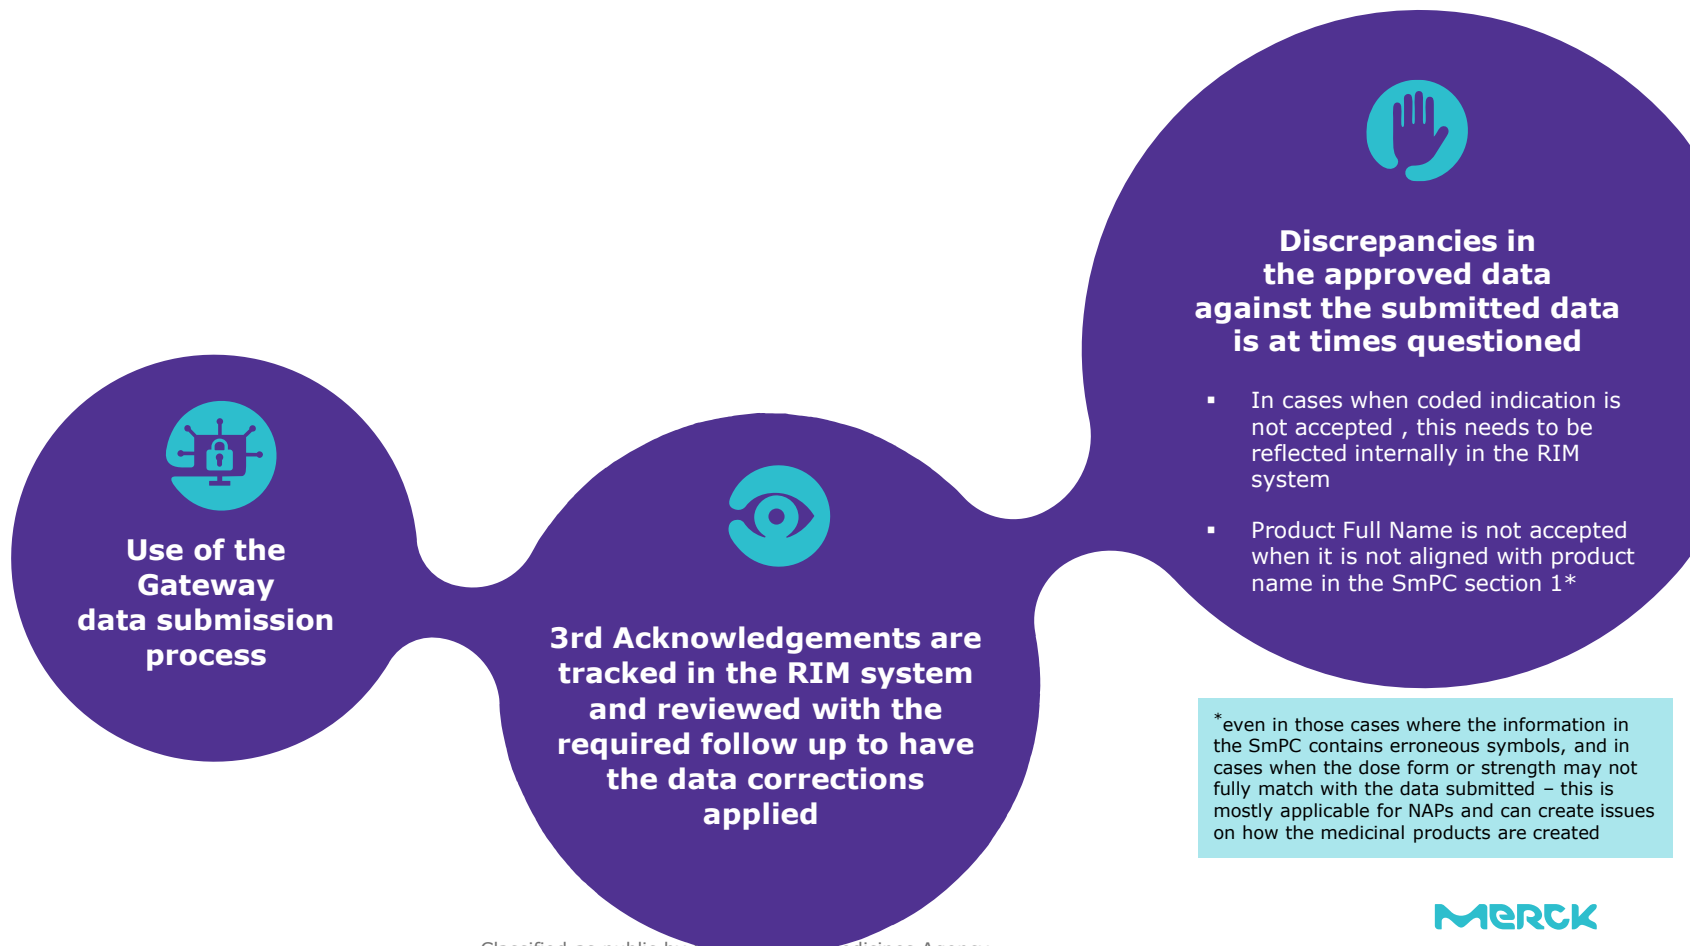 Use of the
Gateway
data submission
process
3rd Acknowledgements are
tracked in the RIM system
and reviewed with the
required follow up to have
the data corrections
applied
Discrepancies in
the approved data
against the submitted data
is at times questioned
▪ In cases when coded indication is
not accepted , this needs to be
reflected internally in the RIM
system
▪ Product Full Name is not accepted
when it is not aligned with product
name in the SmPC section 1*
*even in those cases where the information in
the SmPC contains erroneous symbols, and in
cases when the dose form or strength may not
fully match with the data submitted – this is
mostly applicable for NAPs and can create issues
on how the medicinal products are created
MERCK
Classified as public by Agency